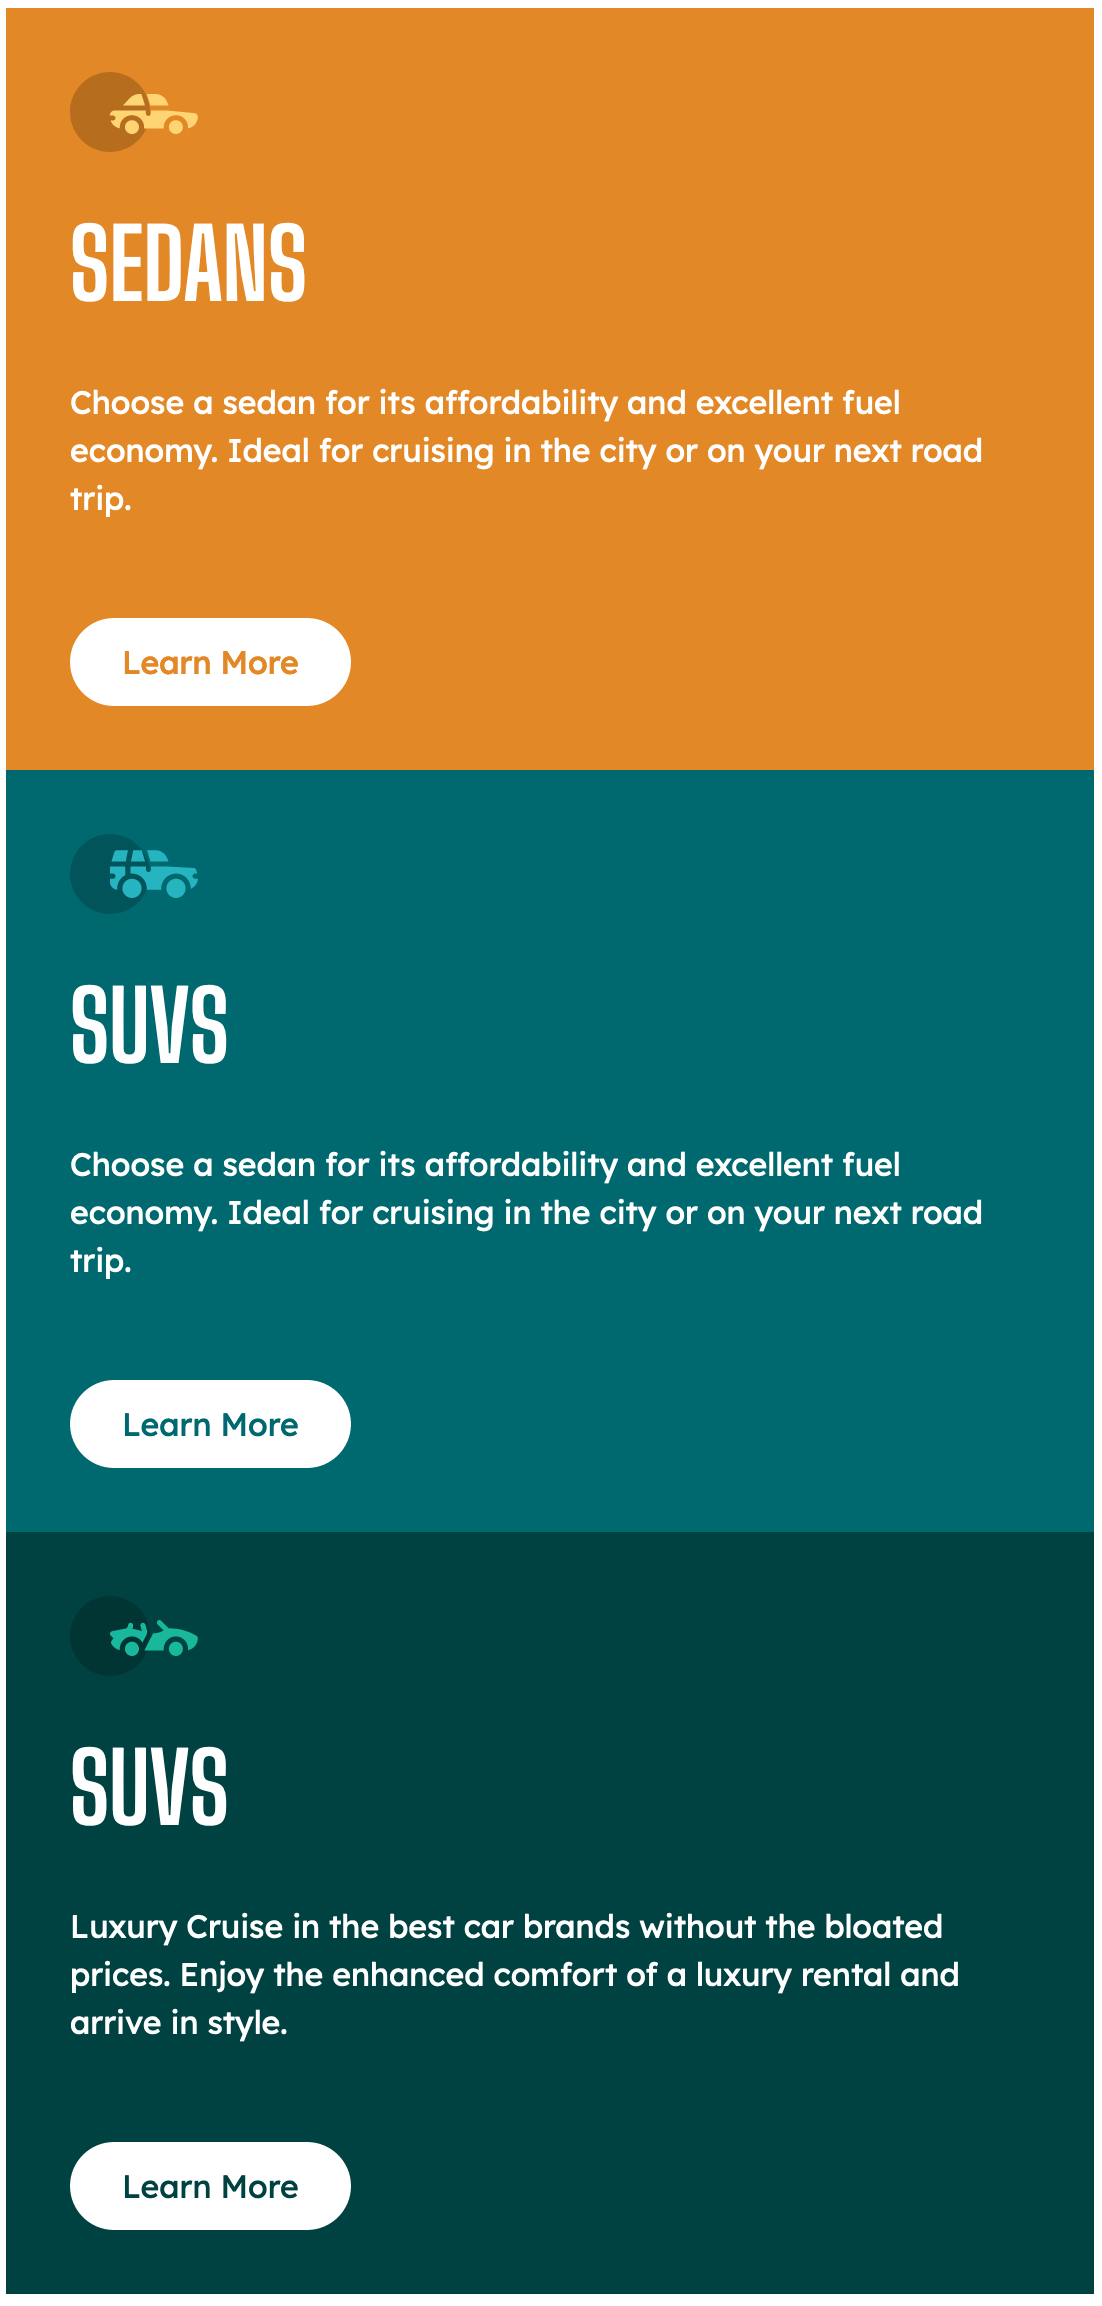 SEDANS
Choose a sedan for its affordability and excellent fuel
economy. Ideal for cruising in the city or on your next road
trip.
Learn More
SUVS
Choose a sedan for its affordability and excellent fuel
economy. Ideal for cruising in the city or on your next road
trip.
Learn More
SUVS
Luxury Cruise in the best car brands without the bloated
prices. Enjoy the enhanced comfort of a luxury rental and
arrive in style.
Learn More